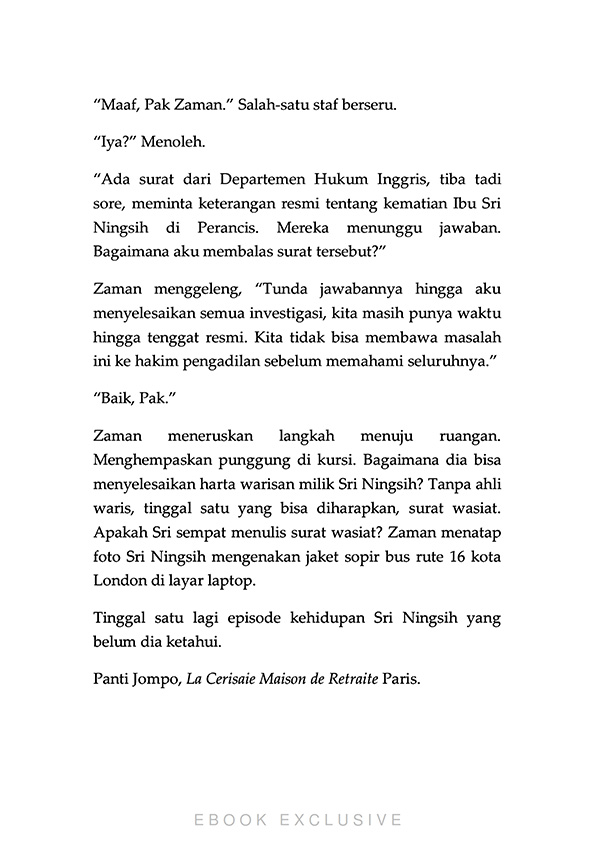 “Maaf, Pak Zaman.” Salah-satu staf berseru.
“Iya?” Menoleh.
“Ada surat dari Departemen Hukum Inggris, tiba tadi
sore, meminta keterangan resmi tentang kematian Ibu Sri
Ningsih di Perancis. Mereka menunggu jawaban.
Bagaimana aku membalas surat tersebut?”
Zaman menggeleng, “Tunda jawabannya hingga aku
menyelesaikan semua investigasi, kita masih punya waktu
hingga tenggat resmi. Kita tidak bisa membawa masalah
ini ke hakim pengadilan sebelum memahami seluruhnya.”
“Baik, Pak.”
Zaman meneruskan langkah menuju ruangan.
Menghempaskan punggung di kursi. Bagaimana dia bisa
menyelesaikan harta warisan milik Sri Ningsih? Tanpa ahli
waris, tinggal satu yang bisa diharapkan, surat wasiat.
Apakah Sri sempat menulis surat wasiat? Zaman menatap
foto Sri Ningsih mengenakan jaket sopir bus rute 16 kota
London di layar laptop.
Tinggal satu lagi episode kehidupan Sri Ningsih yang
belum dia ketahui.
Panti Jompo, La Cerisaie Maison de Retraite Paris.
EBOOK EXCLUSIVE